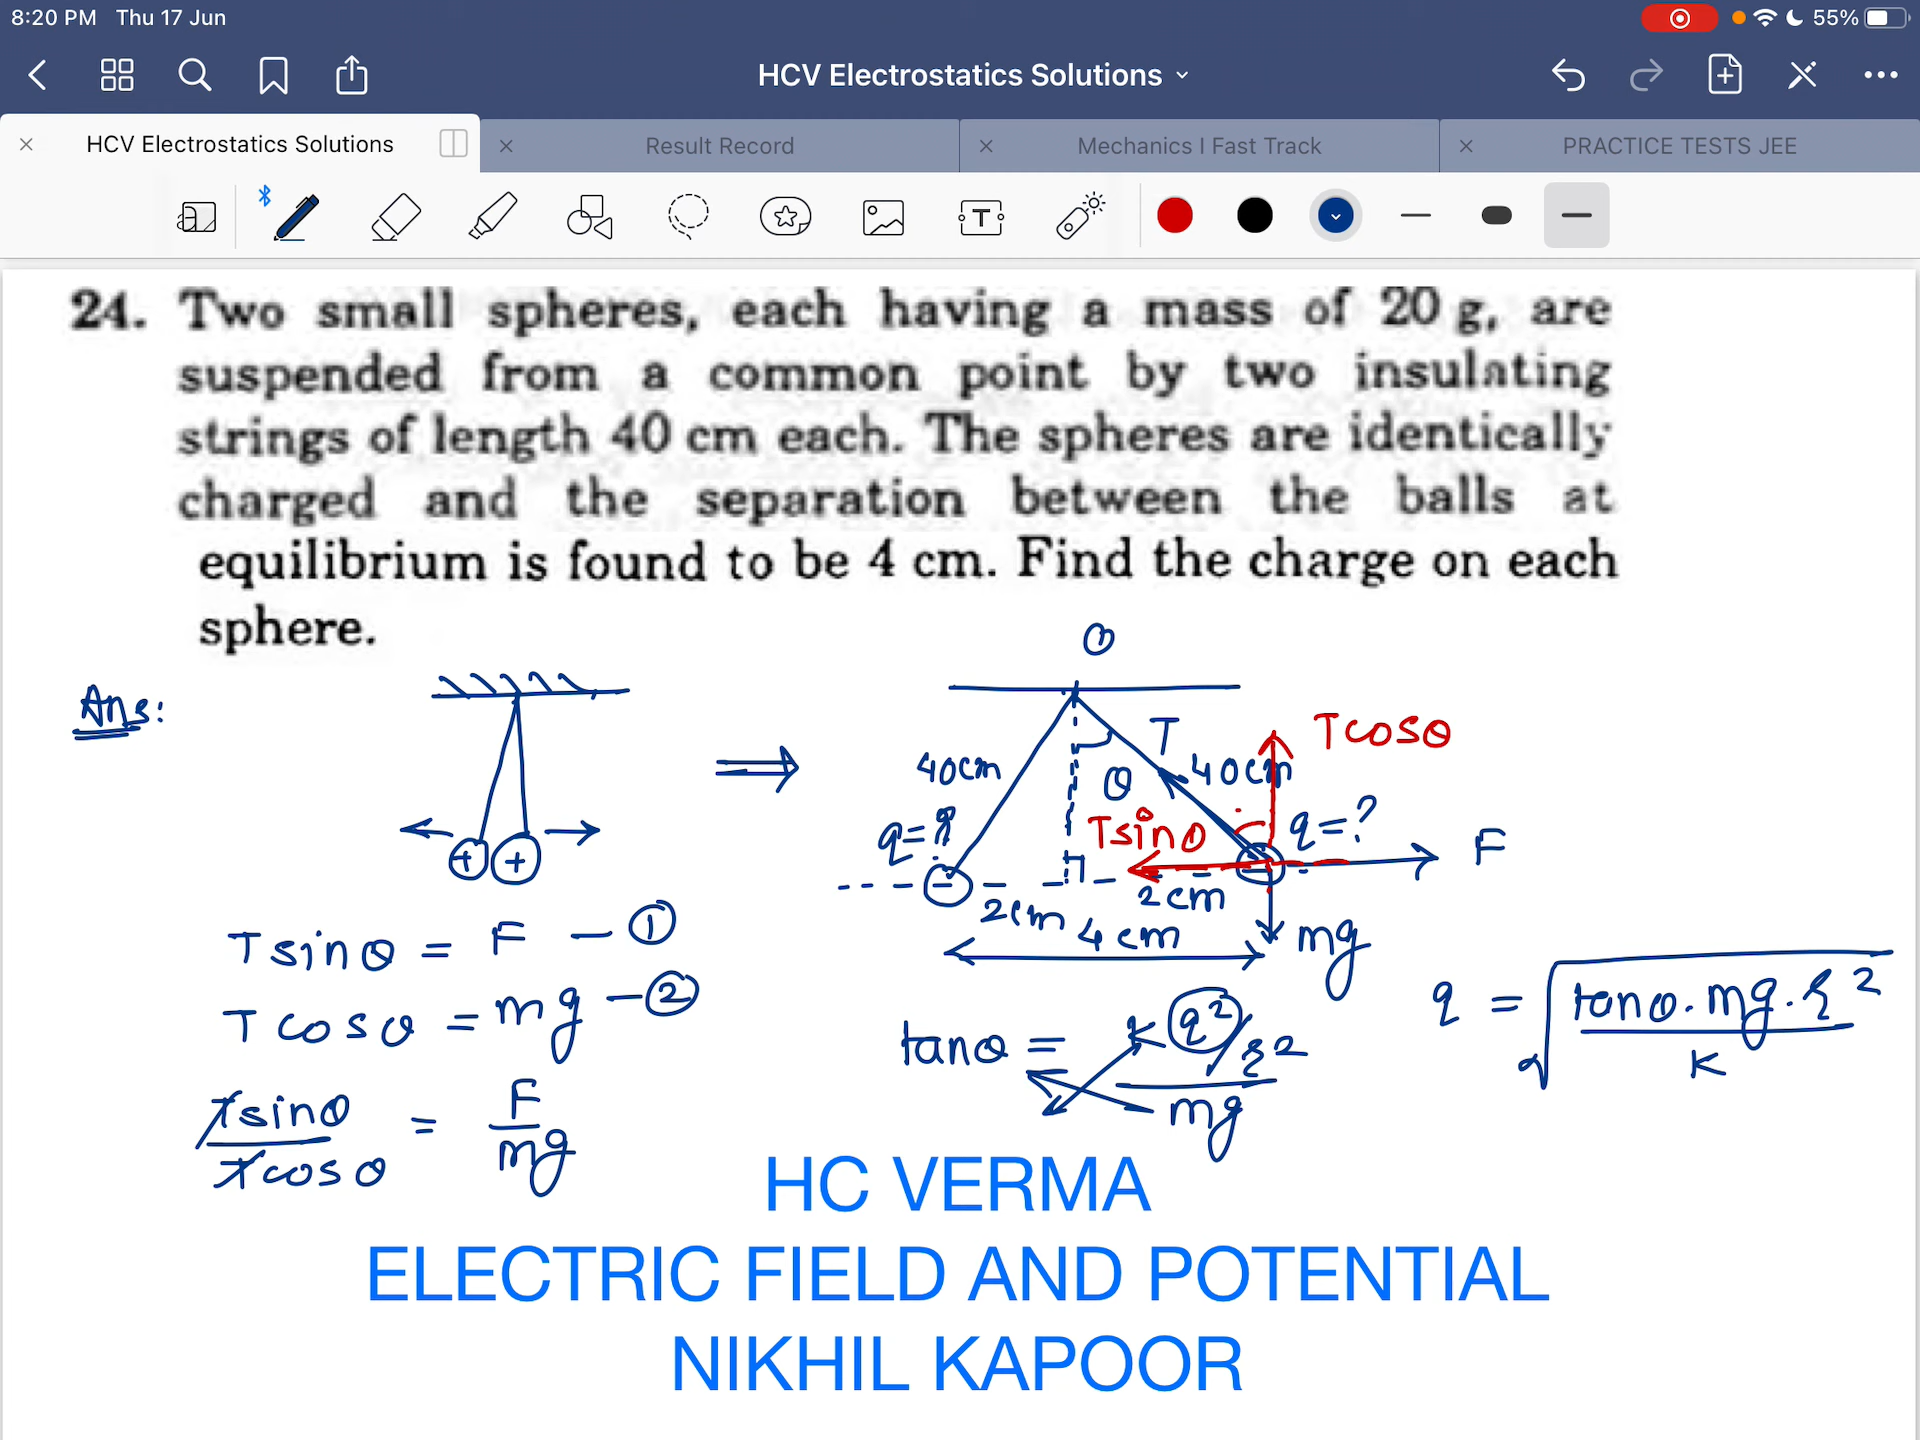 8:20 PM Thu 17 Jun
55%
HCV Electrostatics Solutions
HCV Electrostatics Solutions
Result Record
Mechanics I Fast Track
PRACTICE TESTS JEE
24. Two small spheres, each having a mass of 20 g, are
suspended from a common point by two insulating
strings of length 40 cm each. The spheres are identically
charged and the separation between the balls at
equilibrium is found to be 4 cm. Find the charge on each
sphere.
Ans:
+ +
T
Tcosθ
40cm
40cm
θ
q=?
Tsinθ
q=?
F
2cm
2cm
4cm
mg
Tsinθ = F - ①
Tcosθ = mg - ②
Tsinθ/Tcosθ = F/mg
tanθ = (kq²/r²)/mg
q = √(tanθ.mg.r²/k)
HC VERMA
ELECTRIC FIELD AND POTENTIAL
NIKHIL KAPOOR